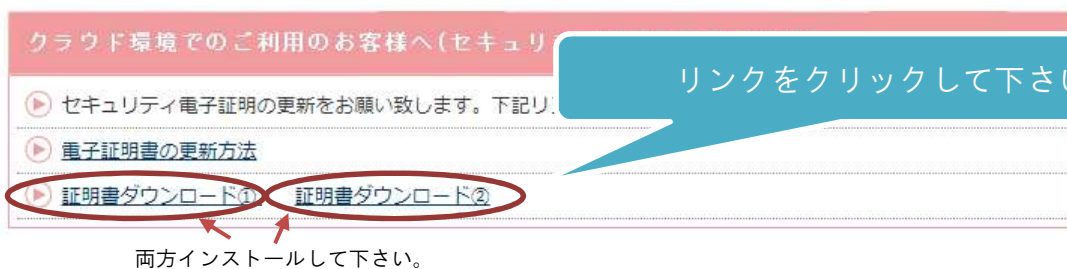 クラウド環境でのご利用のお客様へ(セキュリ
リンクをクリックして下さい
セキュリティ電子証明の更新をお願い致します。下記リ
電子証明書の更新方法
証明書ダウンロード① 証明書ダウンロード②
両方インストールして下さい。